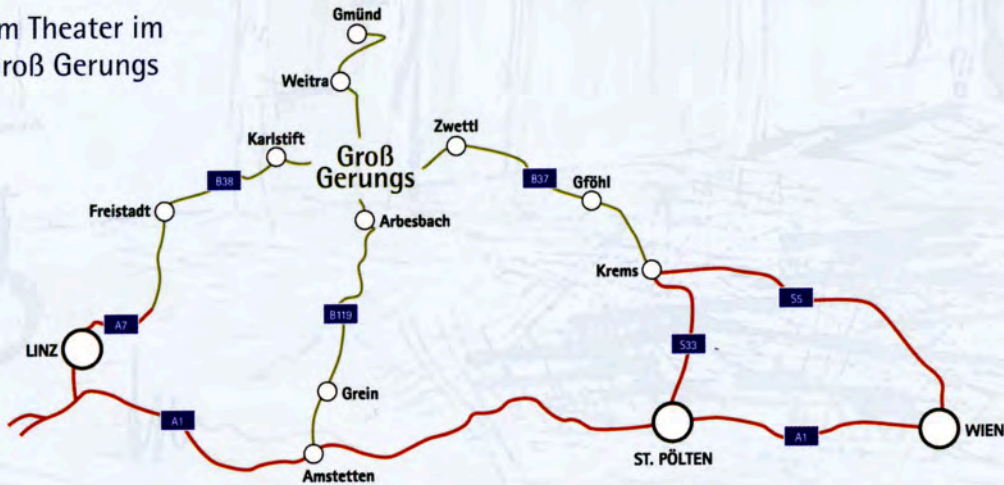 m Theater im
roß Gerungs
Gmünd
Weitra
Karlstift
Groß
Gerungs
Zwettl
B38
B37
Gföhl
Freistadt
Arbesbach
Krems
S5
B119
A7
LINZ
S33
Grein
A1
A1
WIEN
ST. PÖLTEN
Amstetten